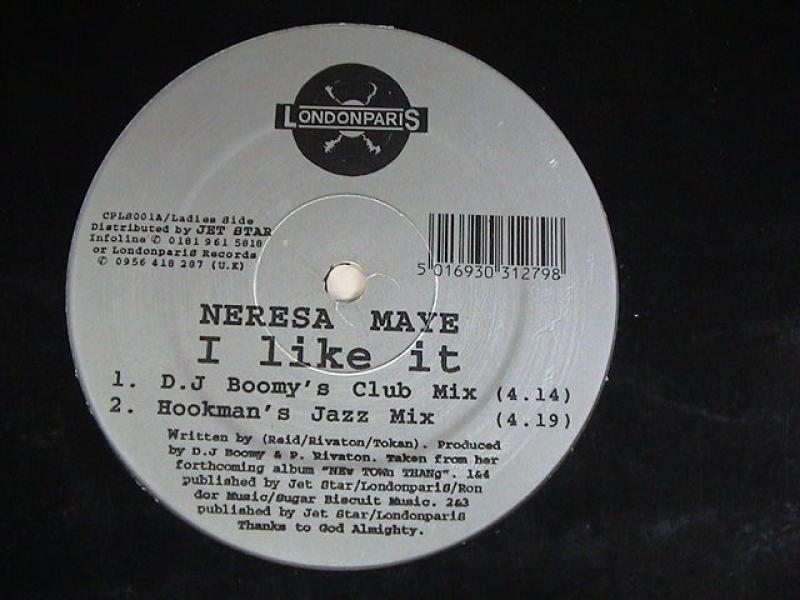 LONDONPARIS
CPLS001A/Ladies Side
Distributed by JET STAR
Infoline ✆ 0181 961 5818
or Londonparis Records
✆ 0956 418 287 (U.K)
5 016930 312798
NERESA MAYE
I like it
1. D.J Boomy's Club Mix (4.14)
2. Hookman's Jazz Mix (4.19)
Written by (Reid/Rivaton/Tokan). Produced
by D.J Boomy & P. Rivaton. Taken from her
forthcoming album "NEW TOWN THANg". 1&4
published by Jet Star/Londonparis/Ron
dor Music/Sugar Biscuit Music. 2&3
published by Jet Star/Londonparis
Thanks to God Almighty.